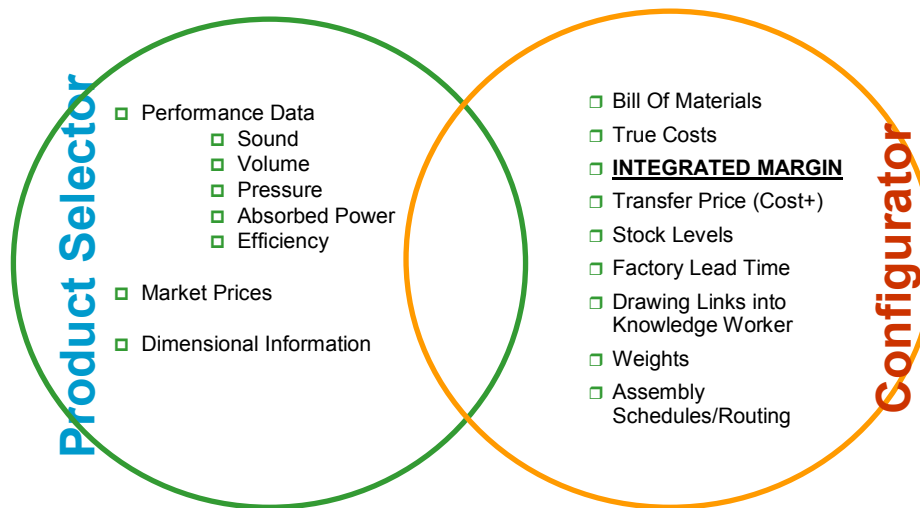 Product Selector
Performance Data
Sound
Volume
Pressure
Absorbed Power
Efficiency
Market Prices
Dimensional Information
Bill Of Materials
True Costs
INTEGRATED MARGIN
Transfer Price (Cost+)
Stock Levels
Factory Lead Time
Drawing Links into
Knowledge Worker
Weights
Assembly
Schedules/Routing
Configurator